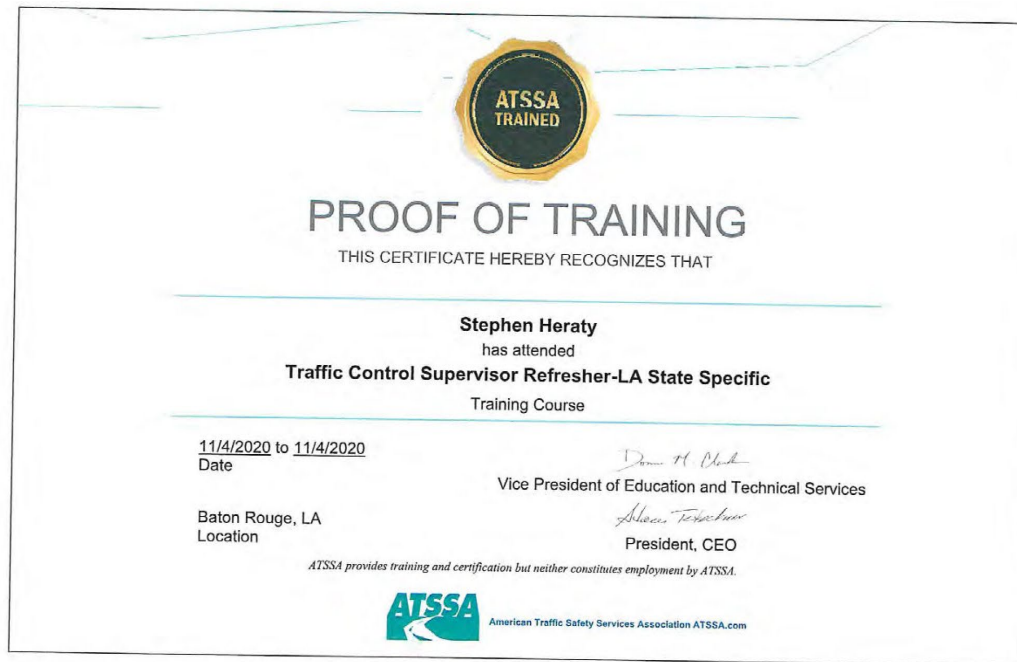 ATSSA
TRAINED
PROOF OF TRAINING
THIS CERTIFICATE HEREBY RECOGNIZES THAT
Stephen Heraty
has attended
Traffic Control Supervisor Refresher-LA State Specific
Training Course
11/4/2020 to 11/4/2020
Date
Vice President of Education and Technical Services
Baton Rouge, LA
Location
President, CEO
ATSSA provides training and certification but neither constitutes employment by ATSSA.
ATSSA
American Traffic Safety Services Association ATSSA.com